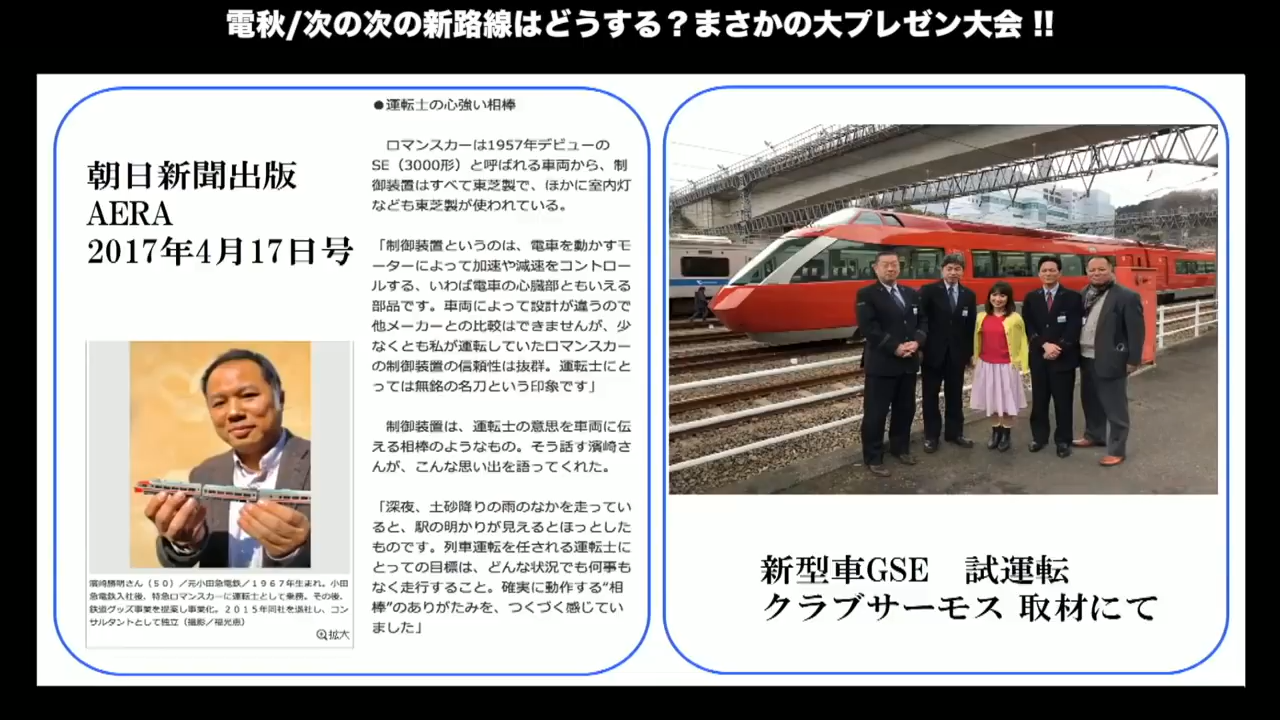 電秋/次の次の新路線はどうする？まさかの大プレゼン大会 !!
朝日新聞出版
AERA
2017年4月17日号
濱﨑勝明さん（５０）／元小田急電鉄／１９６７年生まれ。小田
急電鉄入社後、特急ロマンスカーに運転士として乗務。その後、
鉄道グッズ事業を提案し事業化。２０１５年同社を退社し、コン
サルタントとして独立（撮影／福光恵）
拡大
●運転士の心強い相棒
ロマンスカーは1957年デビューの
SE（3000形）と呼ばれる車両から、制
御装置はすべて東芝製で、ほかに室内灯
なども東芝製が使われている。
「制御装置というのは、電車を動かすモ
ーターによって加速や減速をコントロー
ルする、いわば電車の心臓部ともいえる
部品です。車両によって設計が違うので
他メーカーとの比較はできませんが、少
なくとも私が運転していたロマンスカー
の制御装置の信頼性は抜群。運転士にと
っては無銘の名刀という印象です」
制御装置は、運転士の意思を車両に伝
える相棒のようなもの。そう話す濱崎さ
んが、こんな思い出を語ってくれた。
「深夜、土砂降りの雨のなかを走ってい
ると、駅の明かりが見えるとほっとした
ものです。列車運転を任される運転士に
とっての目標は、どんな状況でも何事も
なく走行すること。確実に動作する“相
棒”のありがたみを、つくづく感じてい
ました」
新型車GSE　試運転
クラブサーモス 取材にて